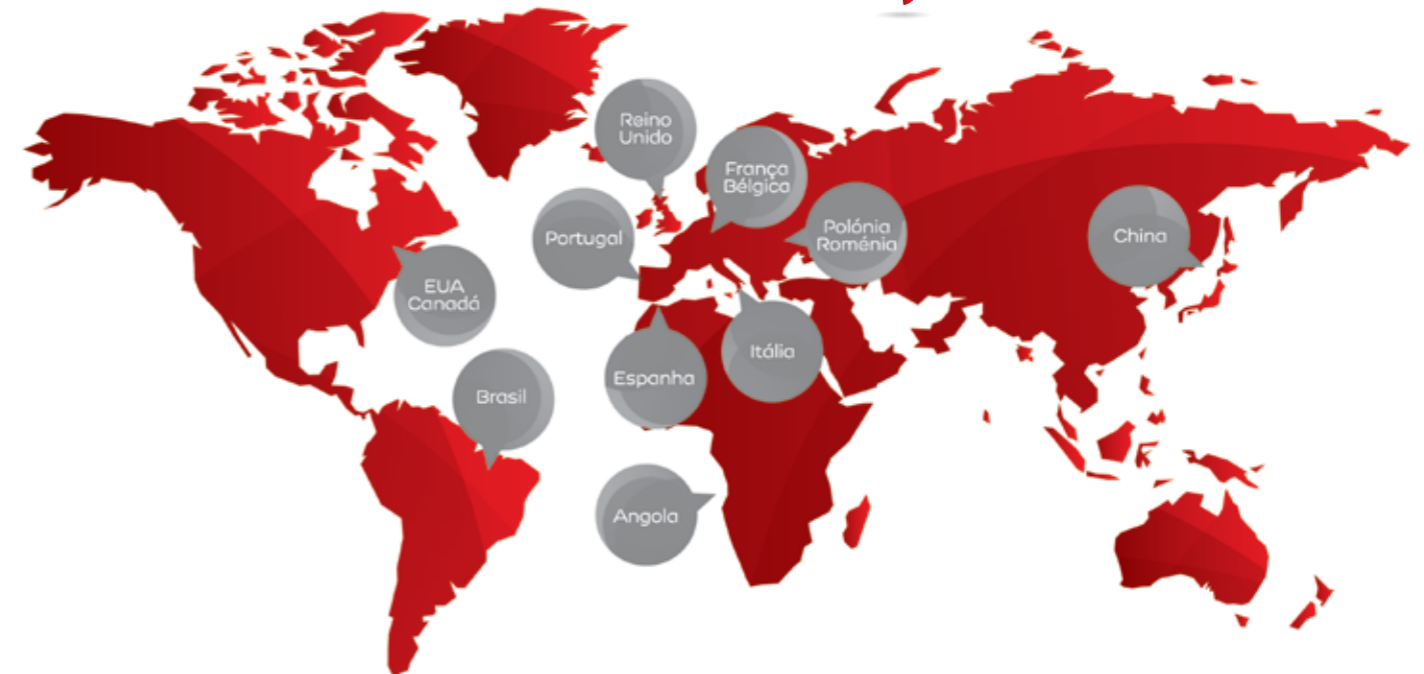 Reino
Unido
França
Bélgica
Portugal
Polónia
Roménia
China
EUA
Canadá
Itália
Espanha
Brasil
Angola